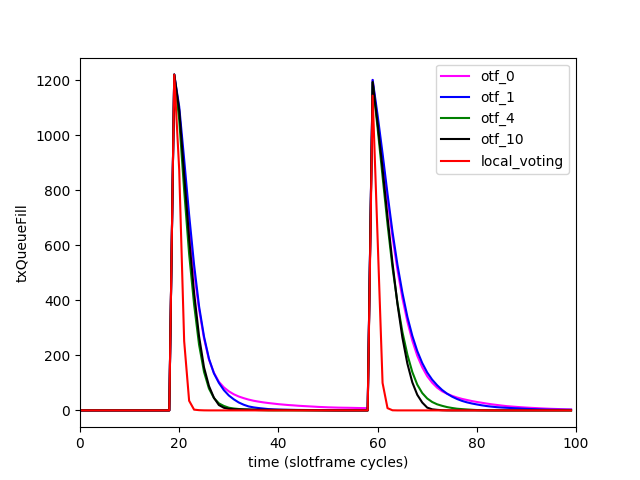 otf_0
otf_1
otf_4
otf_10
local_voting
txQueueFill
1200
1000
800
600
400
200
0
0 20 40 60 80 100
time (slotframe cycles)